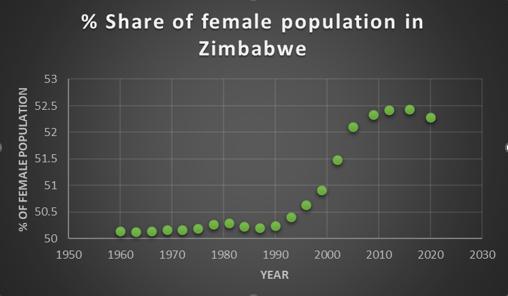 % Share of female population in
Zimbabwe
% OF FEMALE POPULATION
53
52.5
52
51.5
51
50.5
50
1950 1960 1970 1980 1990 2000 2010 2020 2030
YEAR